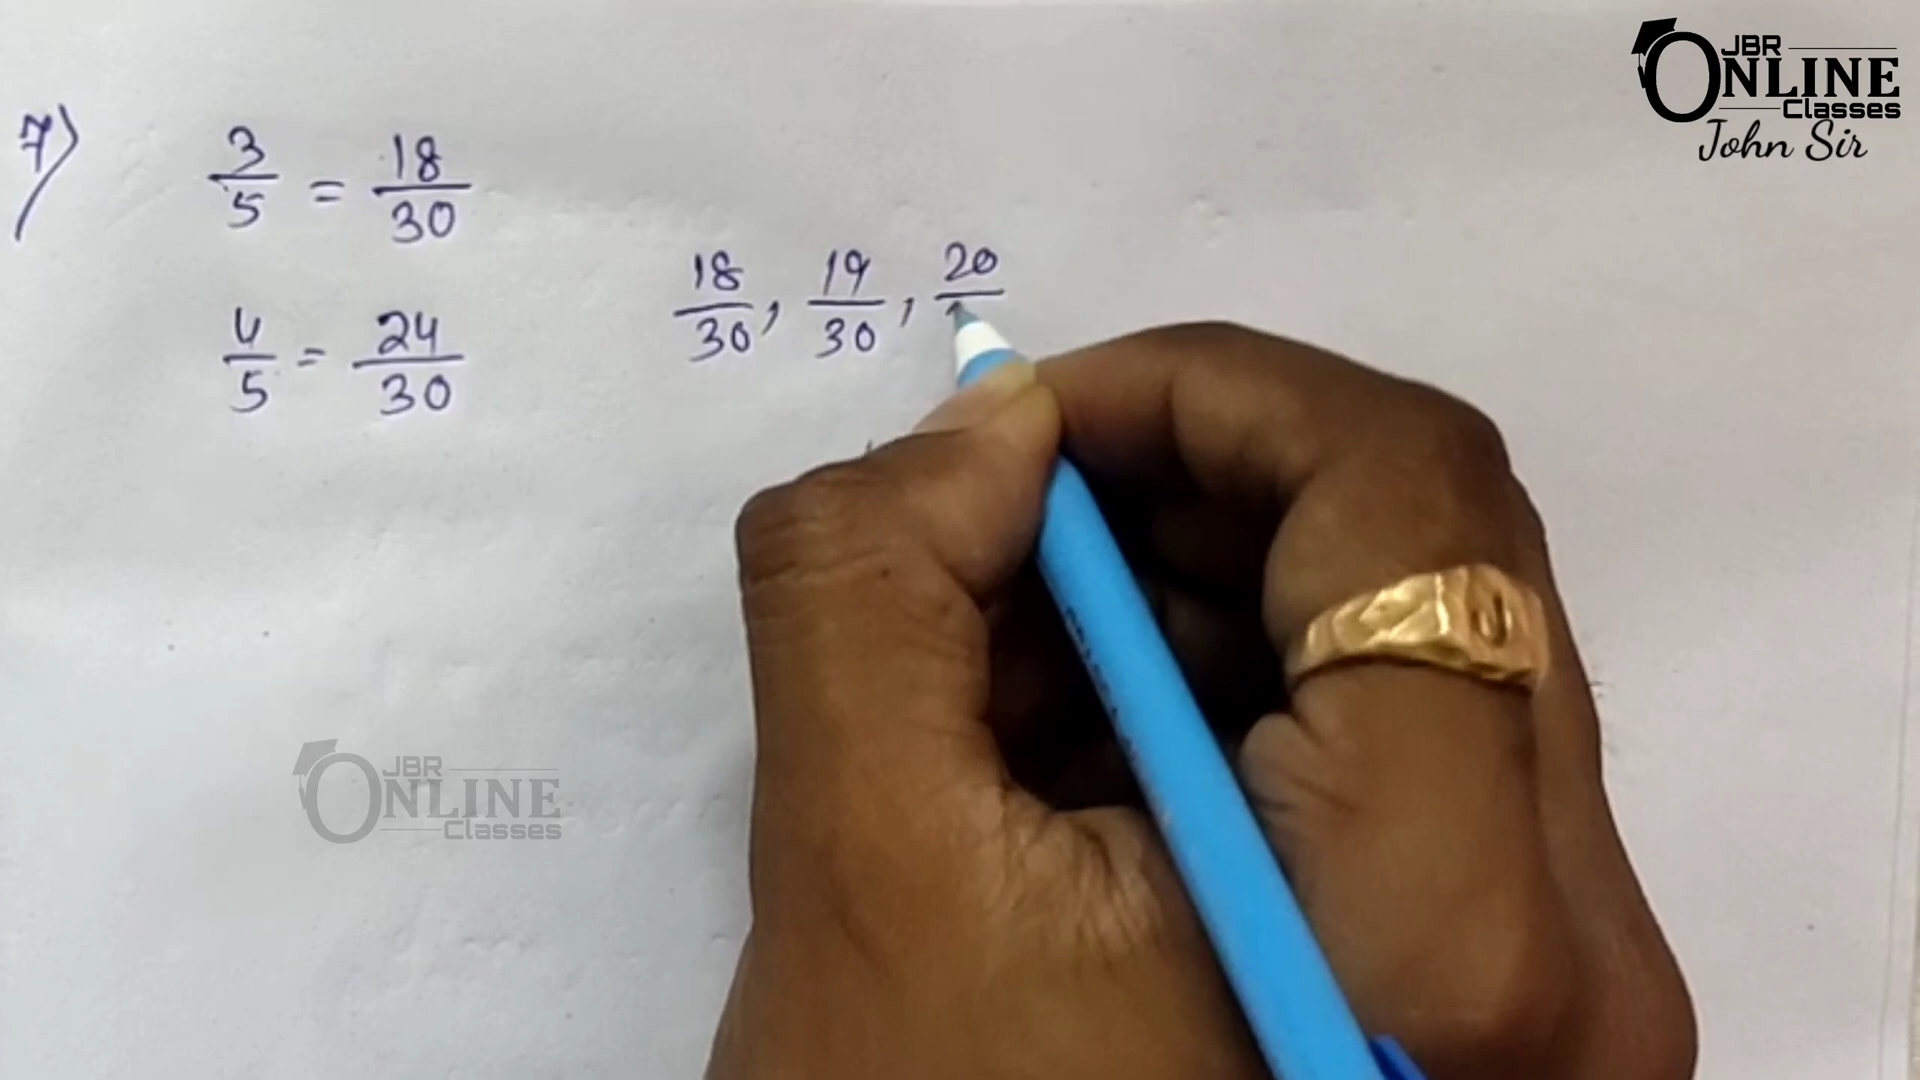 JBR
ONLINE
Classes
John Sir
7) 3/5 = 18/30
4/5 = 24/30
18/30, 19/30, 20/
JBR
ONLINE
Classes